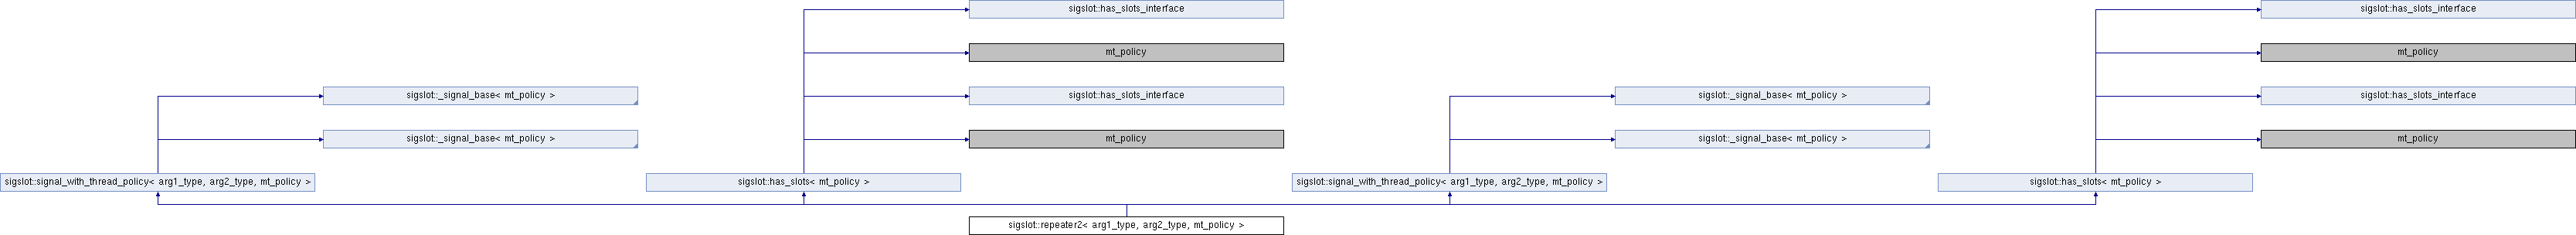 sigslot::has_slots_interface
sigslot::has_slots_interface
mt_policy
mt_policy
sigslot::_signal_base< mt_policy >
sigslot::has_slots_interface
sigslot::_signal_base< mt_policy >
sigslot::has_slots_interface
sigslot::_signal_base< mt_policy >
mt_policy
sigslot::_signal_base< mt_policy >
mt_policy
sigslot::signal_with_thread_policy< arg1_type, arg2_type, mt_policy >
sigslot::has_slots< mt_policy >
sigslot::signal_with_thread_policy< arg1_type, arg2_type, mt_policy >
sigslot::has_slots< mt_policy >
sigslot::repeater2< arg1_type, arg2_type, mt_policy >